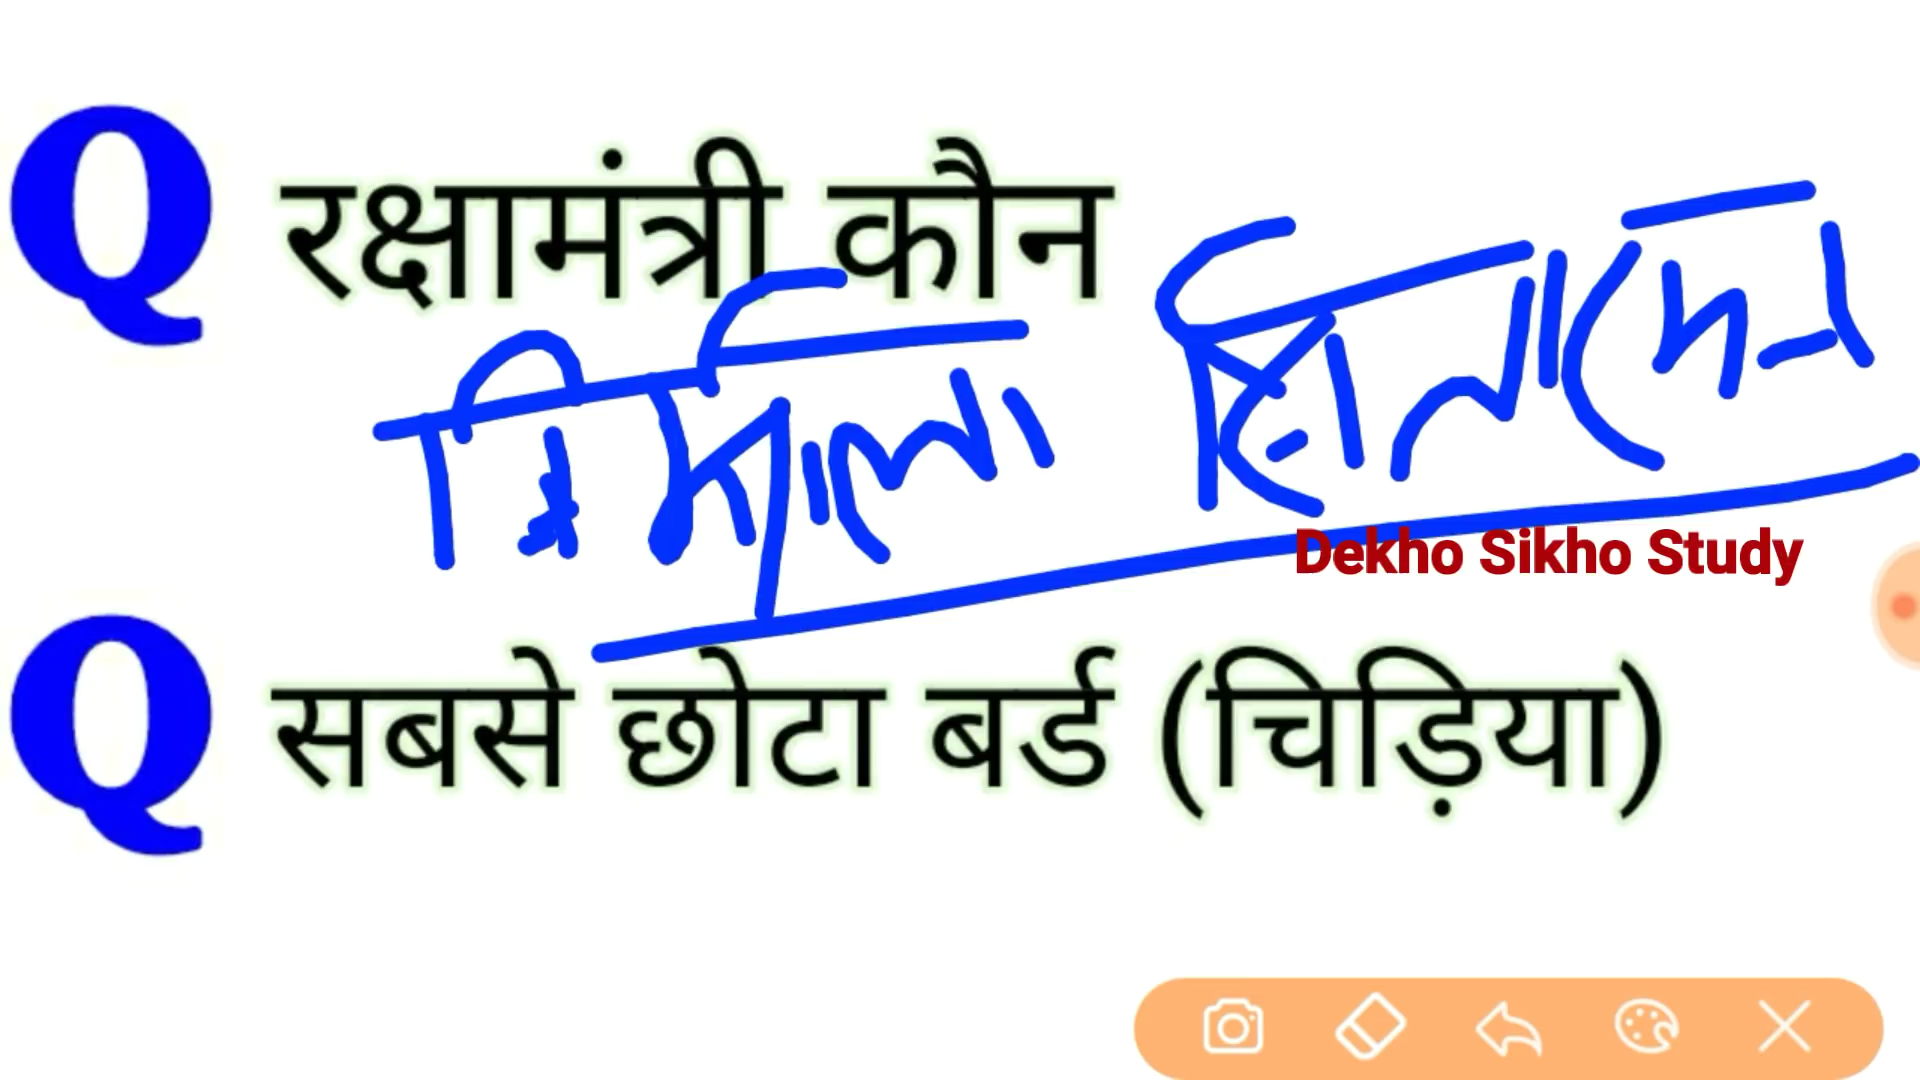 Q रक्षामंत्री कौन
Dekho Sikho Study
Q सबसे छोटा बर्ड (चिड़िया)